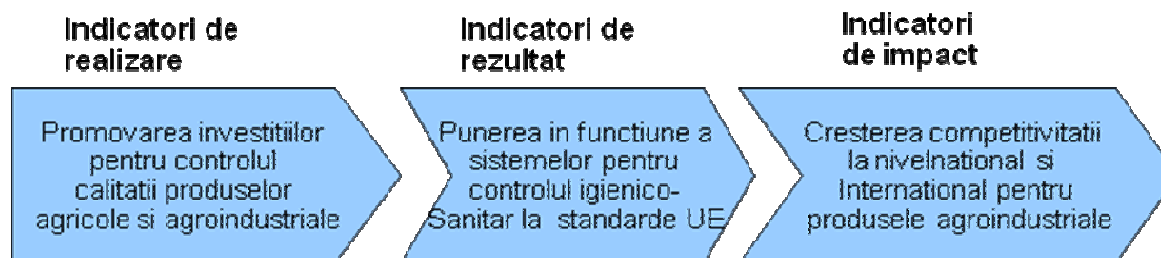 Indicatori de
realizare
Promovarea investitiilor
pentru controlul
calitatii produselor
agricole si agroindustriale
Indicatori de
rezultat
Punerea in functiune a
sistemelor pentru
controlul igienico-
Sanitar la standarde UE
Indicatori
de impact
Cresterea competitivitatii
la nivelnational si
International pentru
produsele agroindustriale